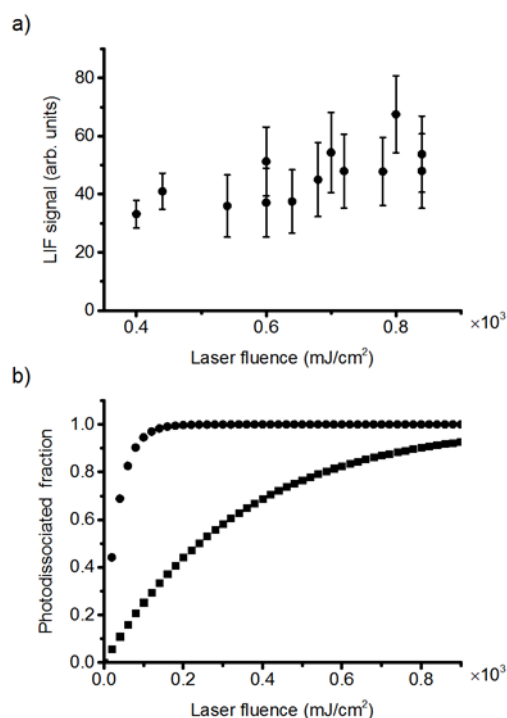 a)
LIF signal (arb. units)
80
60
40
20
0
0.4 0.6 0.8 ×10³
Laser fluence (mJ/cm²)
b)
Photodissociated fraction
1.0
0.8
0.6
0.4
0.2
0.0
0.0 0.2 0.4 0.6 0.8 ×10³
Laser fluence (mJ/cm²)